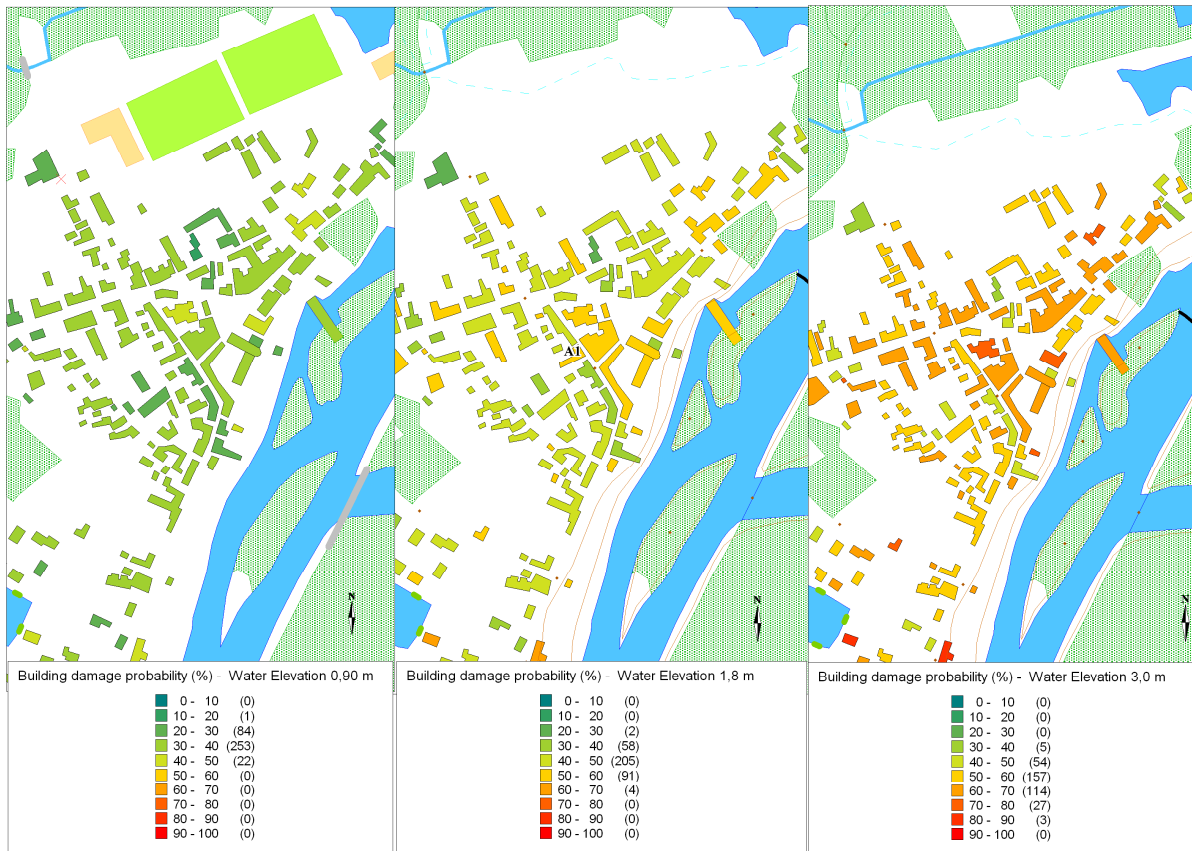 A1
N
N
N
Building damage probability (%) - Water Elevation 0,90 m
0 - 10 (0)
10 - 20 (1)
20 - 30 (84)
30 - 40 (253)
40 - 50 (22)
50 - 60 (0)
60 - 70 (0)
70 - 80 (0)
80 - 90 (0)
90 - 100 (0)
Building damage probability (%) - Water Elevation 1,8 m
0 - 10 (0)
10 - 20 (0)
20 - 30 (2)
30 - 40 (58)
40 - 50 (205)
50 - 60 (91)
60 - 70 (4)
70 - 80 (0)
80 - 90 (0)
90 - 100 (0)
Building damage probability (%) - Water Elevation 3,0 m
0 - 10 (0)
10 - 20 (0)
20 - 30 (0)
30 - 40 (5)
40 - 50 (54)
50 - 60 (157)
60 - 70 (114)
70 - 80 (27)
80 - 90 (3)
90 - 100 (0)